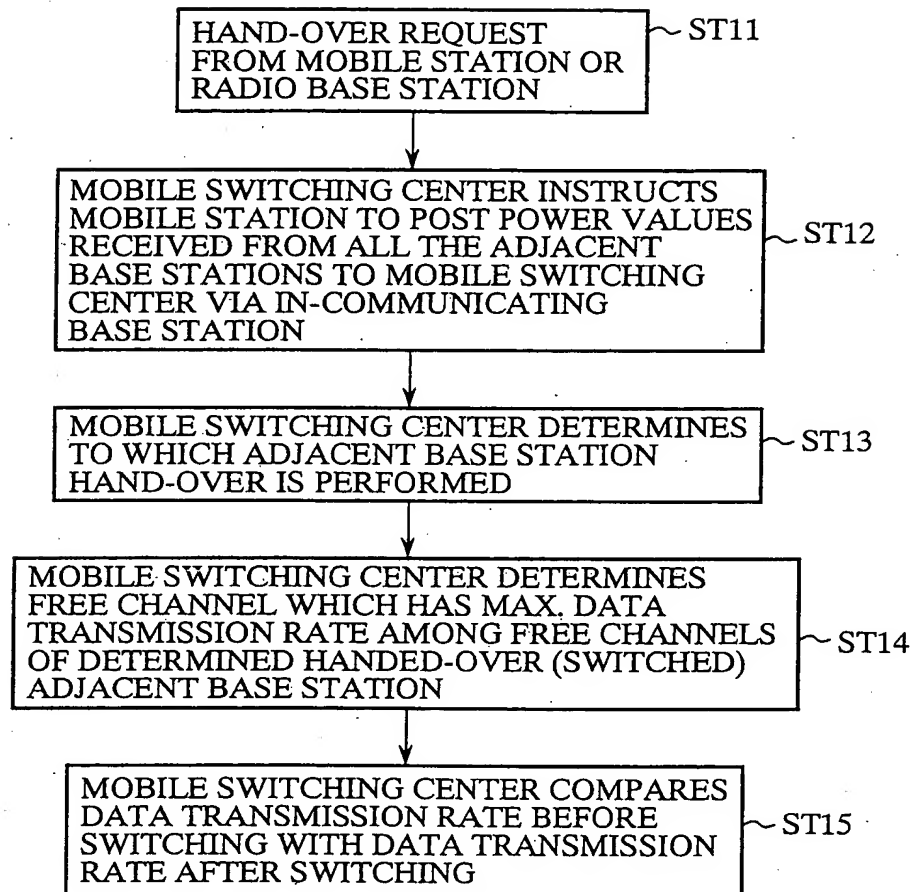 HAND-OVER REQUEST
FROM MOBILE STATION OR
RADIO BASE STATION
ST11
MOBILE SWITCHING CENTER INSTRUCTS
MOBILE STATION TO POST POWER VALUES
RECEIVED FROM ALL THE ADJACENT
BASE STATIONS TO MOBILE SWITCHING
CENTER VIA IN-COMMUNICATING
BASE STATION
ST12
MOBILE SWITCHING CENTER DETERMINES
TO WHICH ADJACENT BASE STATION
HAND-OVER IS PERFORMED
ST13
MOBILE SWITCHING CENTER DETERMINES
FREE CHANNEL WHICH HAS MAX. DATA
TRANSMISSION RATE AMONG FREE CHANNELS
OF DETERMINED HANDED-OVER (SWITCHED)
ADJACENT BASE STATION
ST14
MOBILE SWITCHING CENTER COMPARES
DATA TRANSMISSION RATE BEFORE
SWITCHING WITH DATA TRANSMISSION
RATE AFTER SWITCHING
ST15